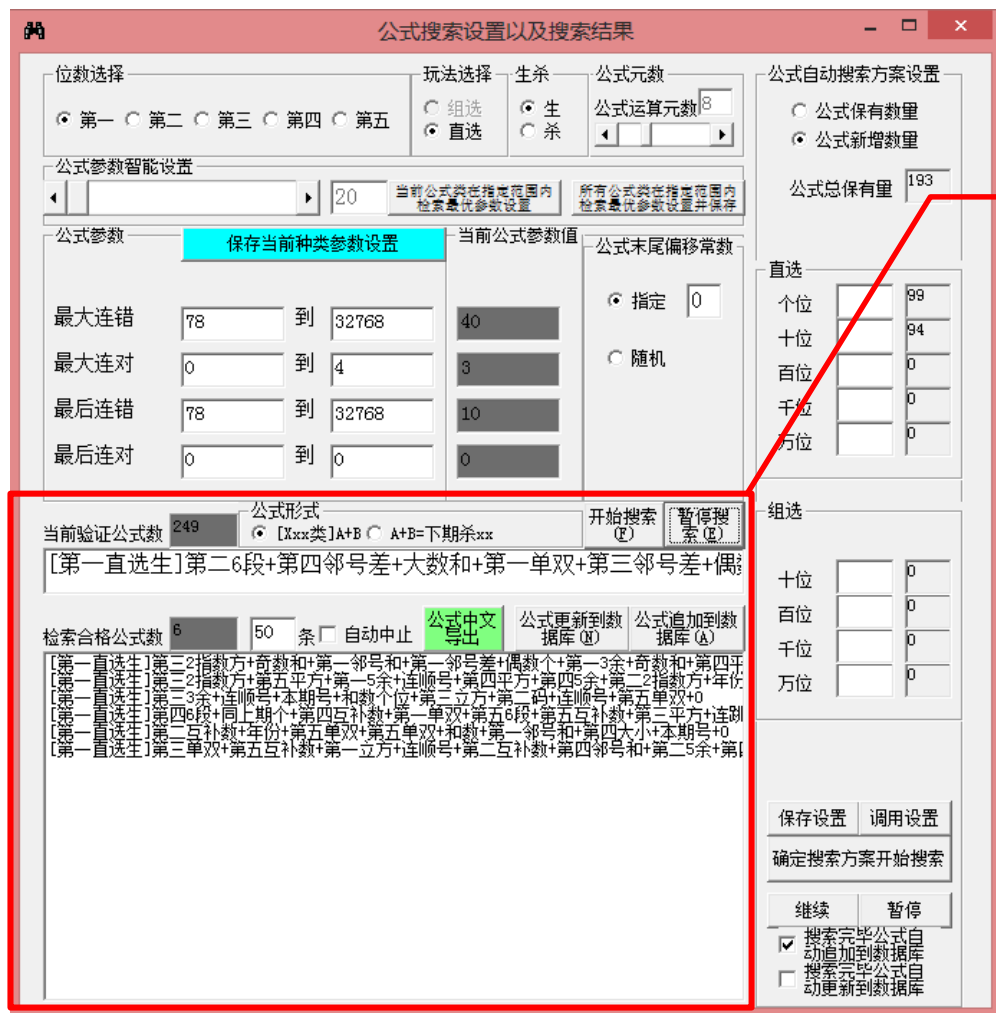 公式搜索设置以及搜索结果
位数选择
第一 第二 第三 第四 第五
玩法选择
组选
直选
生杀
生
杀
公式元数
公式运算元数 8
公式自动搜索方案设置
公式保有数量
公式新增数量
公式总保有量 193
公式参数智能设置
20
当前公式类在指定范围内
检索最优参数设置
所有公式类在指定范围内
检索最优参数设置并保存
公式参数
保存当前种类参数设置
当前公式参数值
最大连错 78 到 32768 40
最大连对 0 到 4 3
最后连错 78 到 32768 10
最后连对 0 到 0 0
公式末尾偏移常数
指定 0
随机
直选
个位 99
十位 94
百位 0
千位 0
万位 0
当前验证公式数 249
公式形式
[Xxx类]A+B A+B=下期杀xx
开始搜索
(F)
暂停搜
索(E)
[第一直选生]第二6段+第四邻号差+大数和+第一单双+第三邻号差+偶
检索合格公式数 6
50 条 自动中止
公式中文
导出
公式更新到数
据库(N)
公式追加到数
据库(A)
[第一直选生]第三2指数方+奇数和+第一邻号和+第一邻号差+偶数个+第一3余+奇数和+第四平
[第一直选生]第三2指数方+第五平方+第一5余+连顺号+第四平方+第四5余+第二2指数方+年份
[第一直选生]第三3余+连顺号+本期号+和数个位+第三立方+第二码+连顺号+第五单双+0
[第一直选生]第四6段+同上期个+第四互补数+第一单双+第五6段+第五互补数+第三平方+连跳
[第一直选生]第二互补数+年份+第五单双+第五单双+和数+第一邻号和+第四大小+本期号+0
[第一直选生]第三单双+第五互补数+第一立方+连顺号+第二互补数+第四邻号和+第二5余+第
组选
十位 0
百位 0
千位 0
万位 0
保存设置 调用设置
确定搜索方案开始搜索
继续 暂停
搜索完毕公式自
动追加到数据库
搜索完毕公式自
动更新到数据库